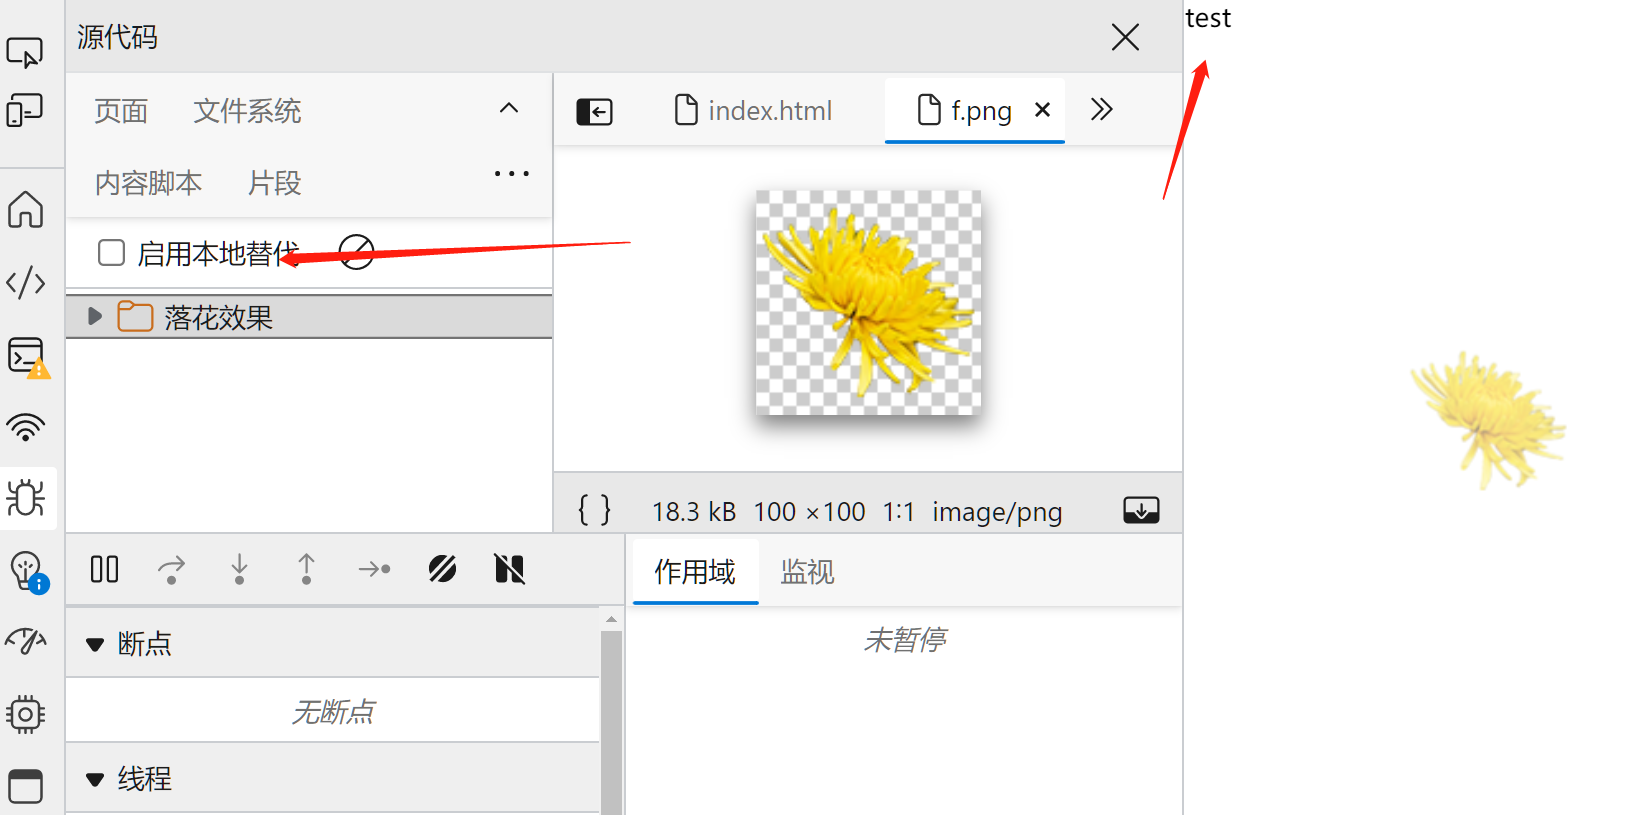 源代码
test
页面 文件系统
index.html f.png
内容脚本 片段
启用本地替代
落花效果
{ } 18.3 kB 100 ×100 1:1 image/png
作用域 监视
断点
未暂停
无断点
线程